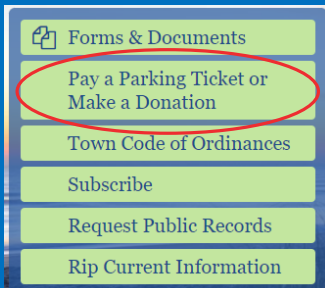 Forms & Documents
Pay a Parking Ticket or
Make a Donation
Town Code of Ordinances
Subscribe
Request Public Records
Rip Current Information